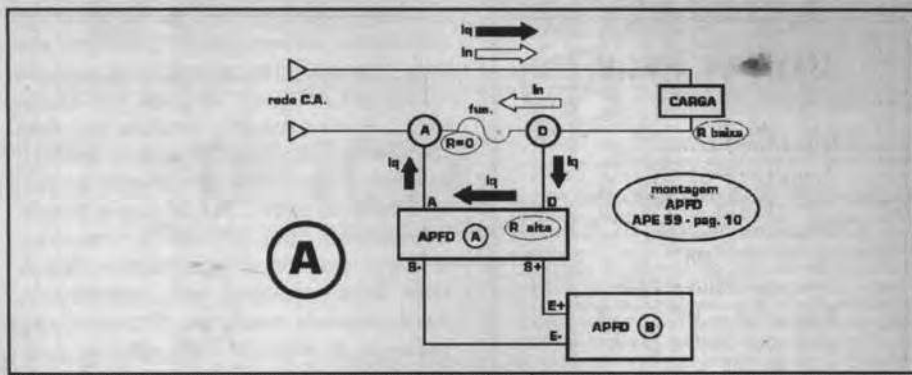 Iq
In
In
rede C.A.
fus.
CARGA
A
D
R=0
R baixa
Iq
Iq
Iq
A
D
montagem
APFD
APE 59 - pag. 10
APFD A
R alta
A
S-
S+
E+
E-
APFD B